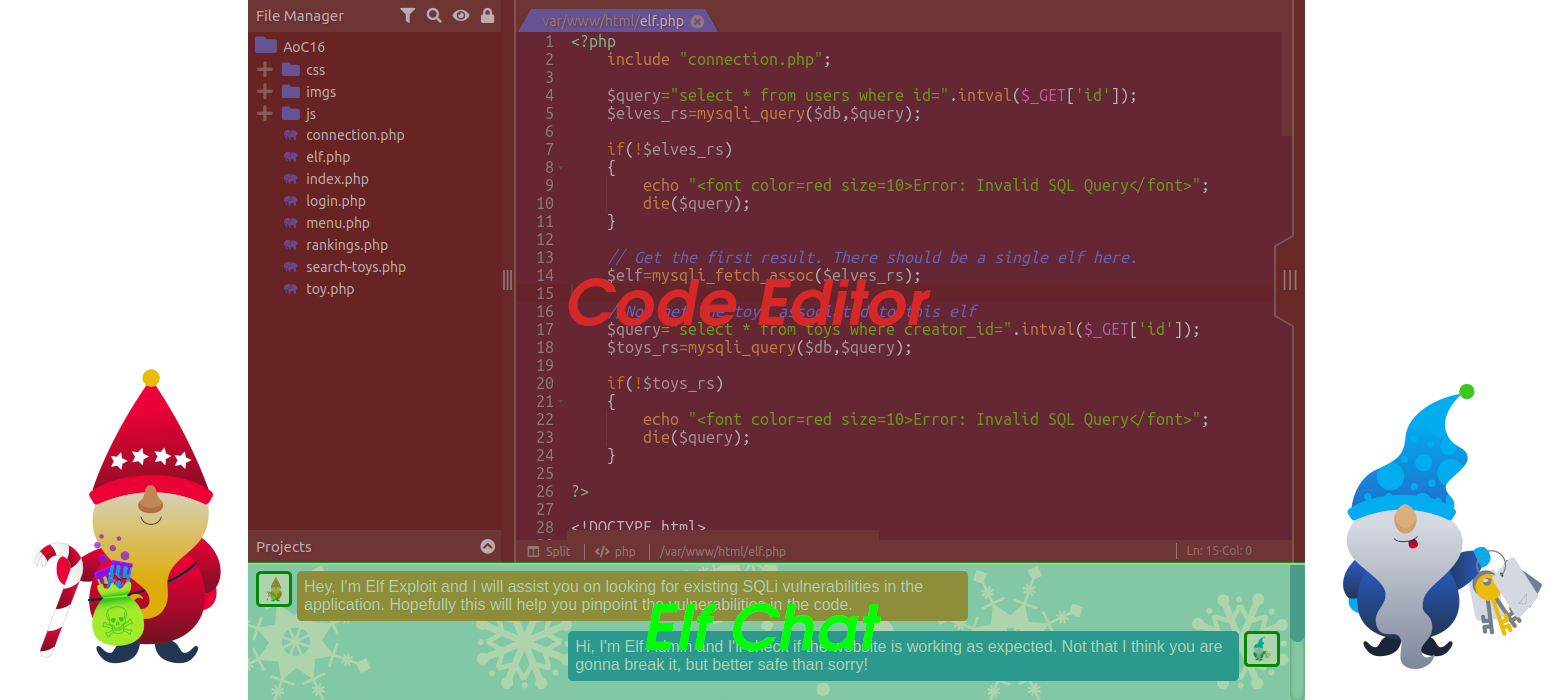 File Manager
AoC16
css
imgs
js
connection.php
elf.php
index.php
login.php
menu.php
rankings.php
search-toys.php
toy.php
Projects
var/www/html/elf.php
1 <?php
2 include "connection.php";
3
4 $query="select * from users where id=".intval($_GET['id']);
5 $elves_rs=mysqli_query($db,$query);
6
7 if(!$elves_rs)
8 {
9 echo "<font color=red size=10>Error: Invalid SQL Query</font>";
10 die($query);
11 }
12
13 // Get the first result. There should be a single elf here.
14 $elf=mysqli_fetch_assoc($elves_rs);
15
Code Editor
16 toys associated to this elf
17 $query="select * from toys where creator_id=".intval($_GET['id']);
18 $toys_rs=mysqli_query($db,$query);
19
20 if(!$toys_rs)
21 {
22 echo "<font color=red size=10>Error: Invalid SQL Query</font>";
23 die($query);
24 }
25
26 ?>
27
28 <!DOCTYPE html>
Split php /var/www/html/elf.php Ln: 15·Col: 0
Hey, I'm Elf Exploit and I will assist you on looking for existing SQLi vulnerabilities in the
application. Hopefully this will help you pinpoint the vulnerabilities in the code.
Elf Chat
Hi, I'm Elf Admin and I'll check if the website is working as expected. Not that I think you are
gonna break it, but better safe than sorry!